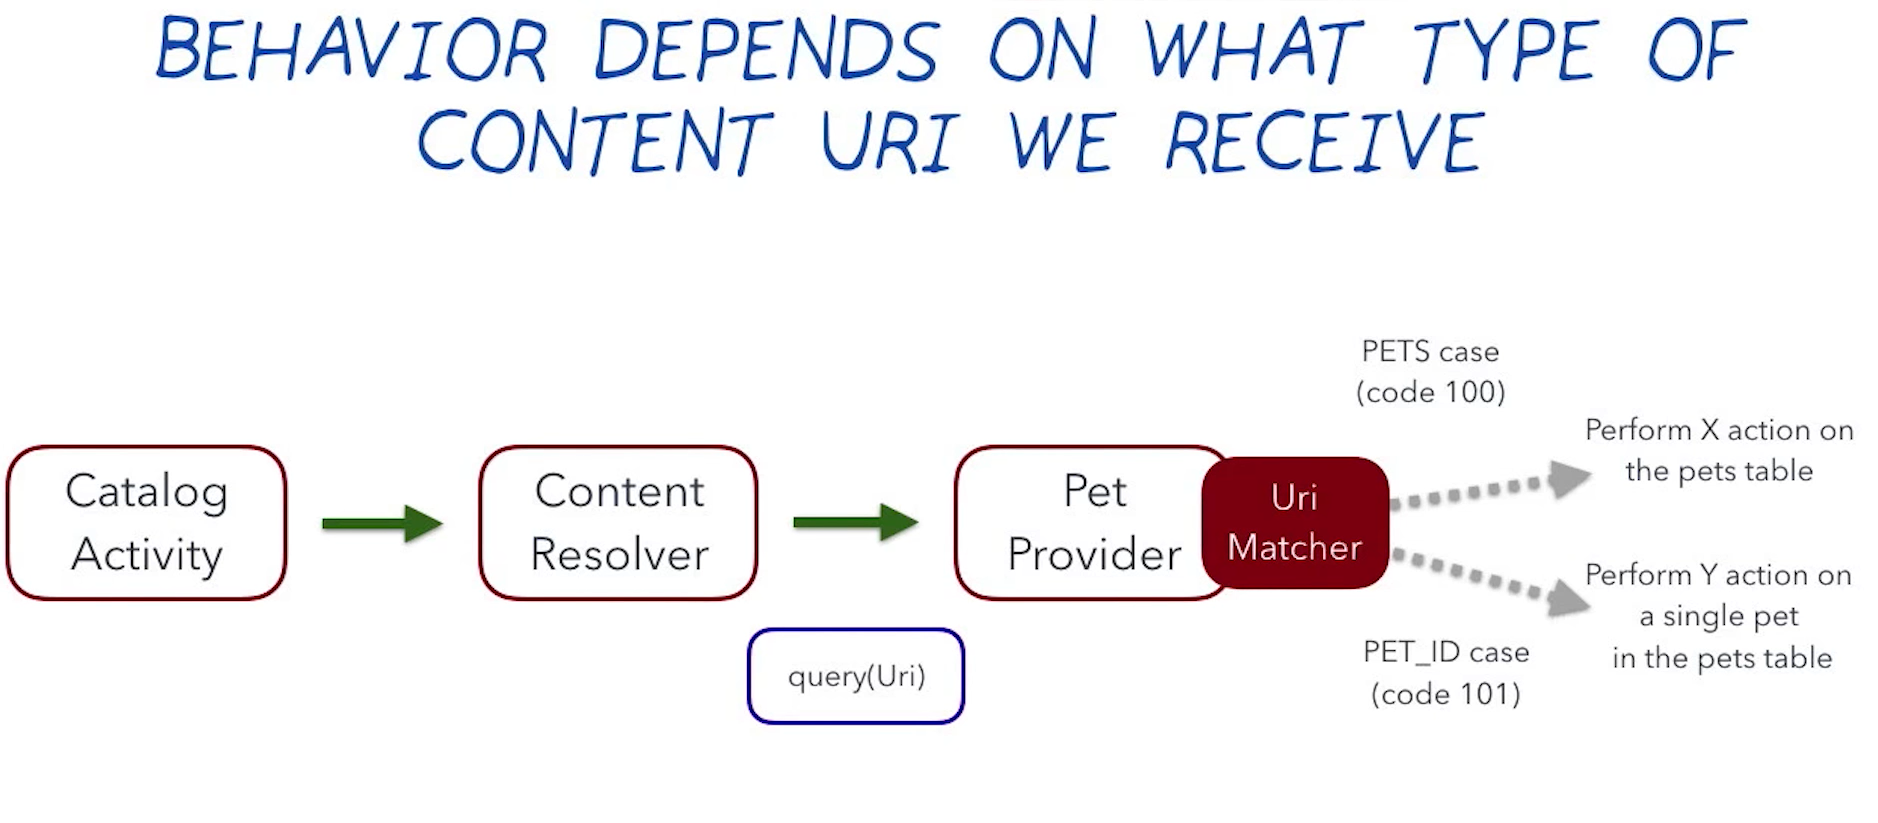 BEHAVIOR DEPENDS ON WHAT TYPE OF
CONTENT URI WE RECEIVE
Catalog
Activity
Content
Resolver
query(Uri)
Pet
Provider
Uri
Matcher
PETS case
(code 100)
Perform X action on
the pets table
PET_ID case
(code 101)
Perform Y action on
a single pet
in the pets table